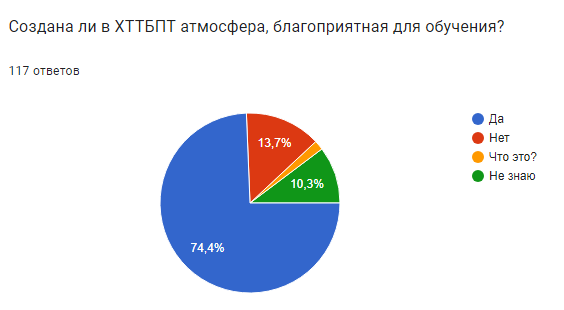 Создана ли в ХТТБПТ атмосфера, благоприятная для обучения?
117 ответов
Да
Нет
Что это?
Не знаю
13,7%
10,3%
74,4%